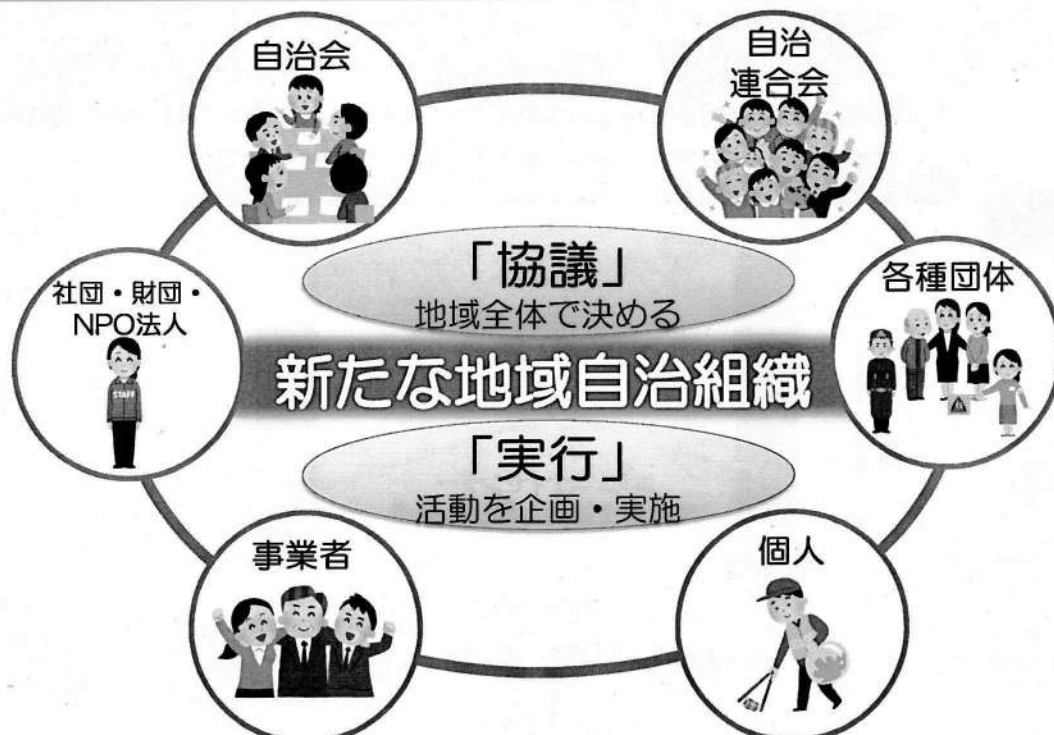 自治会
自治
連合会
社団・財団・
NPO法人
STAFF
各種団体
「協議」
地域全体で決める
新たな地域自治組織
「実行」
活動を企画・実施
事業者
個人